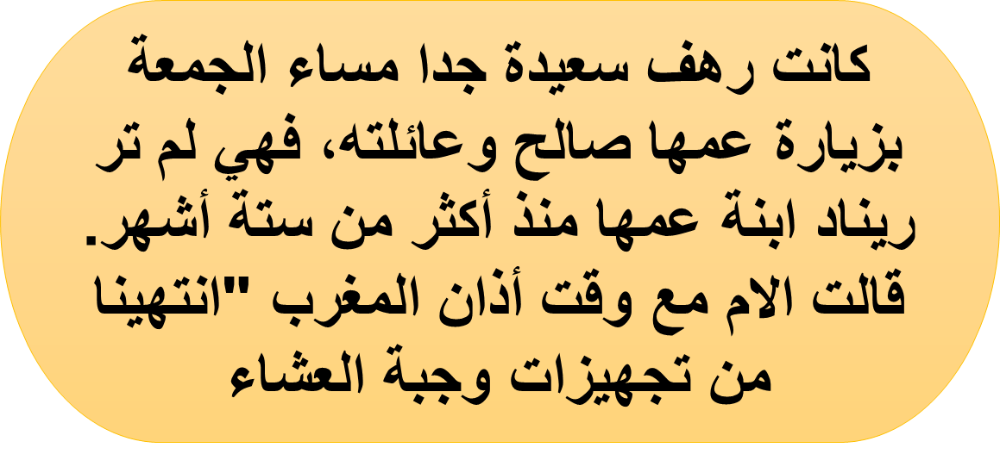 كانت رهف سعيدة جدا مساء الجمعة
بزيارة عمها صالح وعائلته، فهي لم تر
ريناد ابنة عمها منذ أكثر من ستة أشهر.
قالت الام مع وقت أذان المغرب "انتهينا
من تجهيزات وجبة العشاء